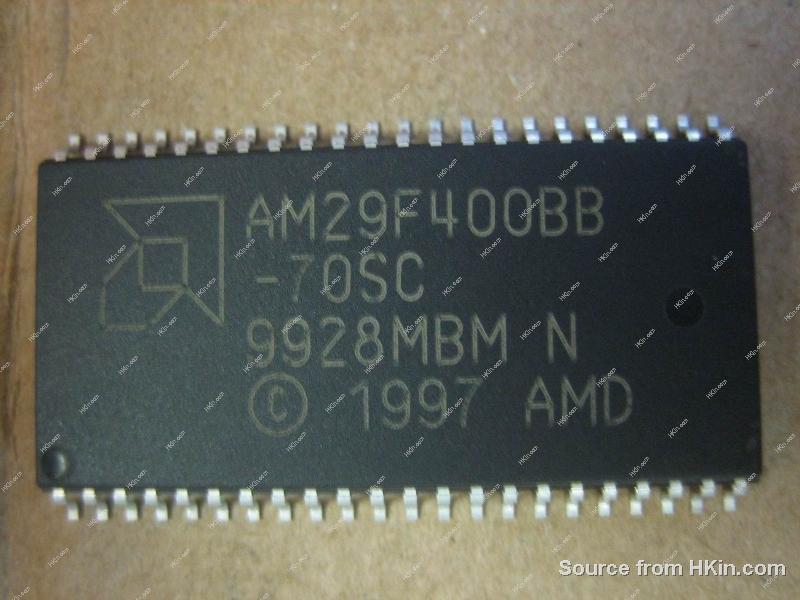 AM29F400BB
-70SC
9928MBM N
© 1997 AMD
Source from HKin.com